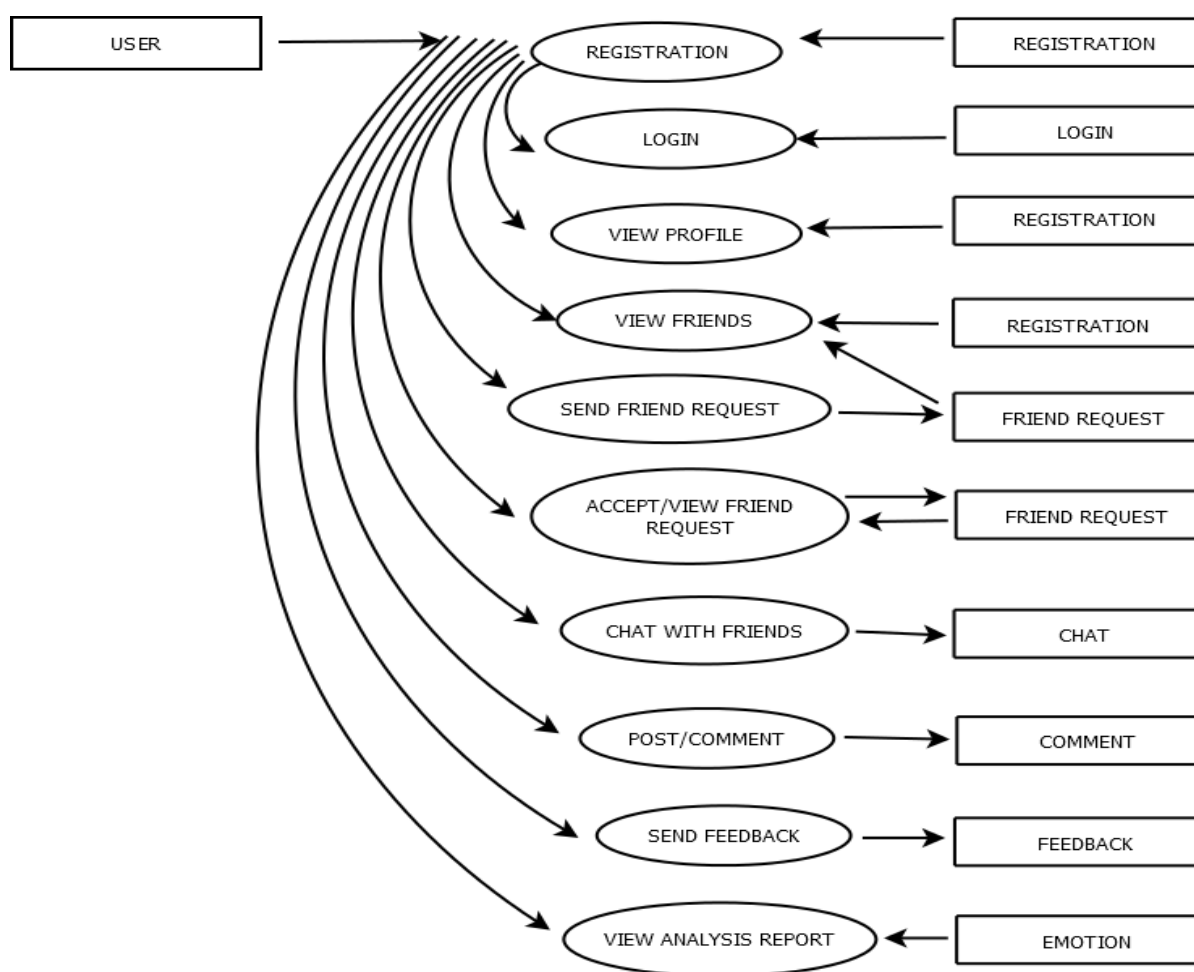 USER
REGISTRATION
REGISTRATION
LOGIN
LOGIN
VIEW PROFILE
REGISTRATION
VIEW FRIENDS
REGISTRATION
SEND FRIEND REQUEST
FRIEND REQUEST
ACCEPT/VIEW FRIEND
REQUEST
FRIEND REQUEST
CHAT WITH FRIENDS
CHAT
POST/COMMENT
COMMENT
SEND FEEDBACK
FEEDBACK
VIEW ANALYSIS REPORT
EMOTION